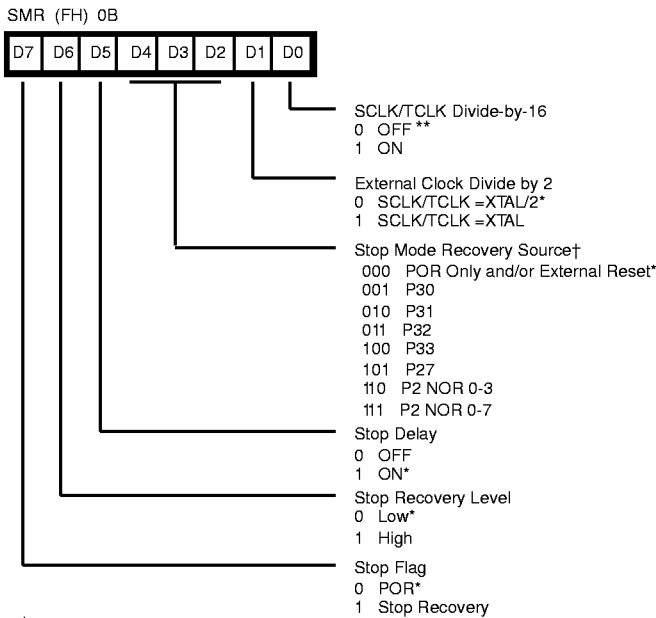 SMR (FH) 0B
D7 D6 D5 D4 D3 D2 D1 D0
SCLK/TCLK Divide-by-16
0 OFF **
1 ON
External Clock Divide by 2
0 SCLK/TCLK =XTAL/2*
1 SCLK/TCLK =XTAL
Stop Mode Recovery Source†
000 POR Only and/or External Reset*
001 P30
010 P31
011 P32
100 P33
101 P27
110 P2 NOR 0-3
111 P2 NOR 0-7
Stop Delay
0 OFF
1 ON*
Stop Recovery Level
0 Low*
1 High
Stop Flag
0 POR*
1 Stop Recovery